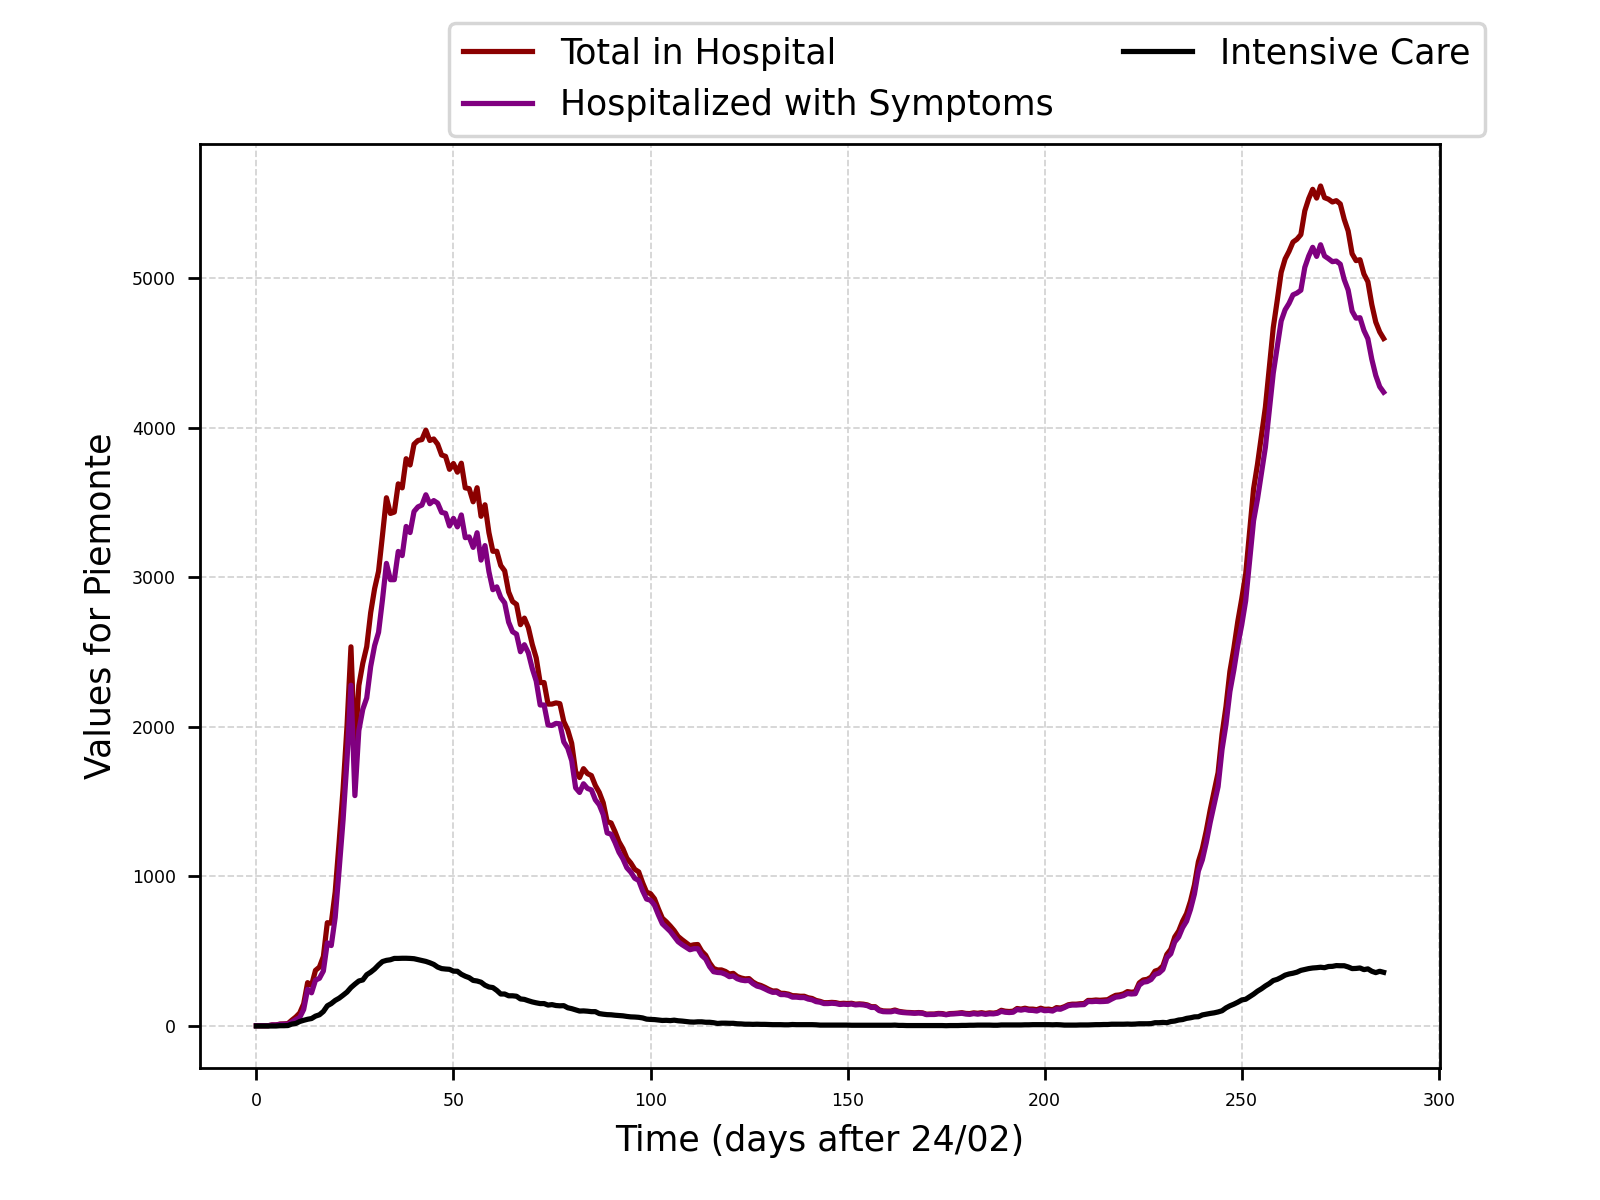 Total in Hospital
Hospitalized with Symptoms
Intensive Care
Values for Piemonte
5000
4000
3000
2000
1000
0
0 50 100 150 200 250 300
Time (days after 24/02)